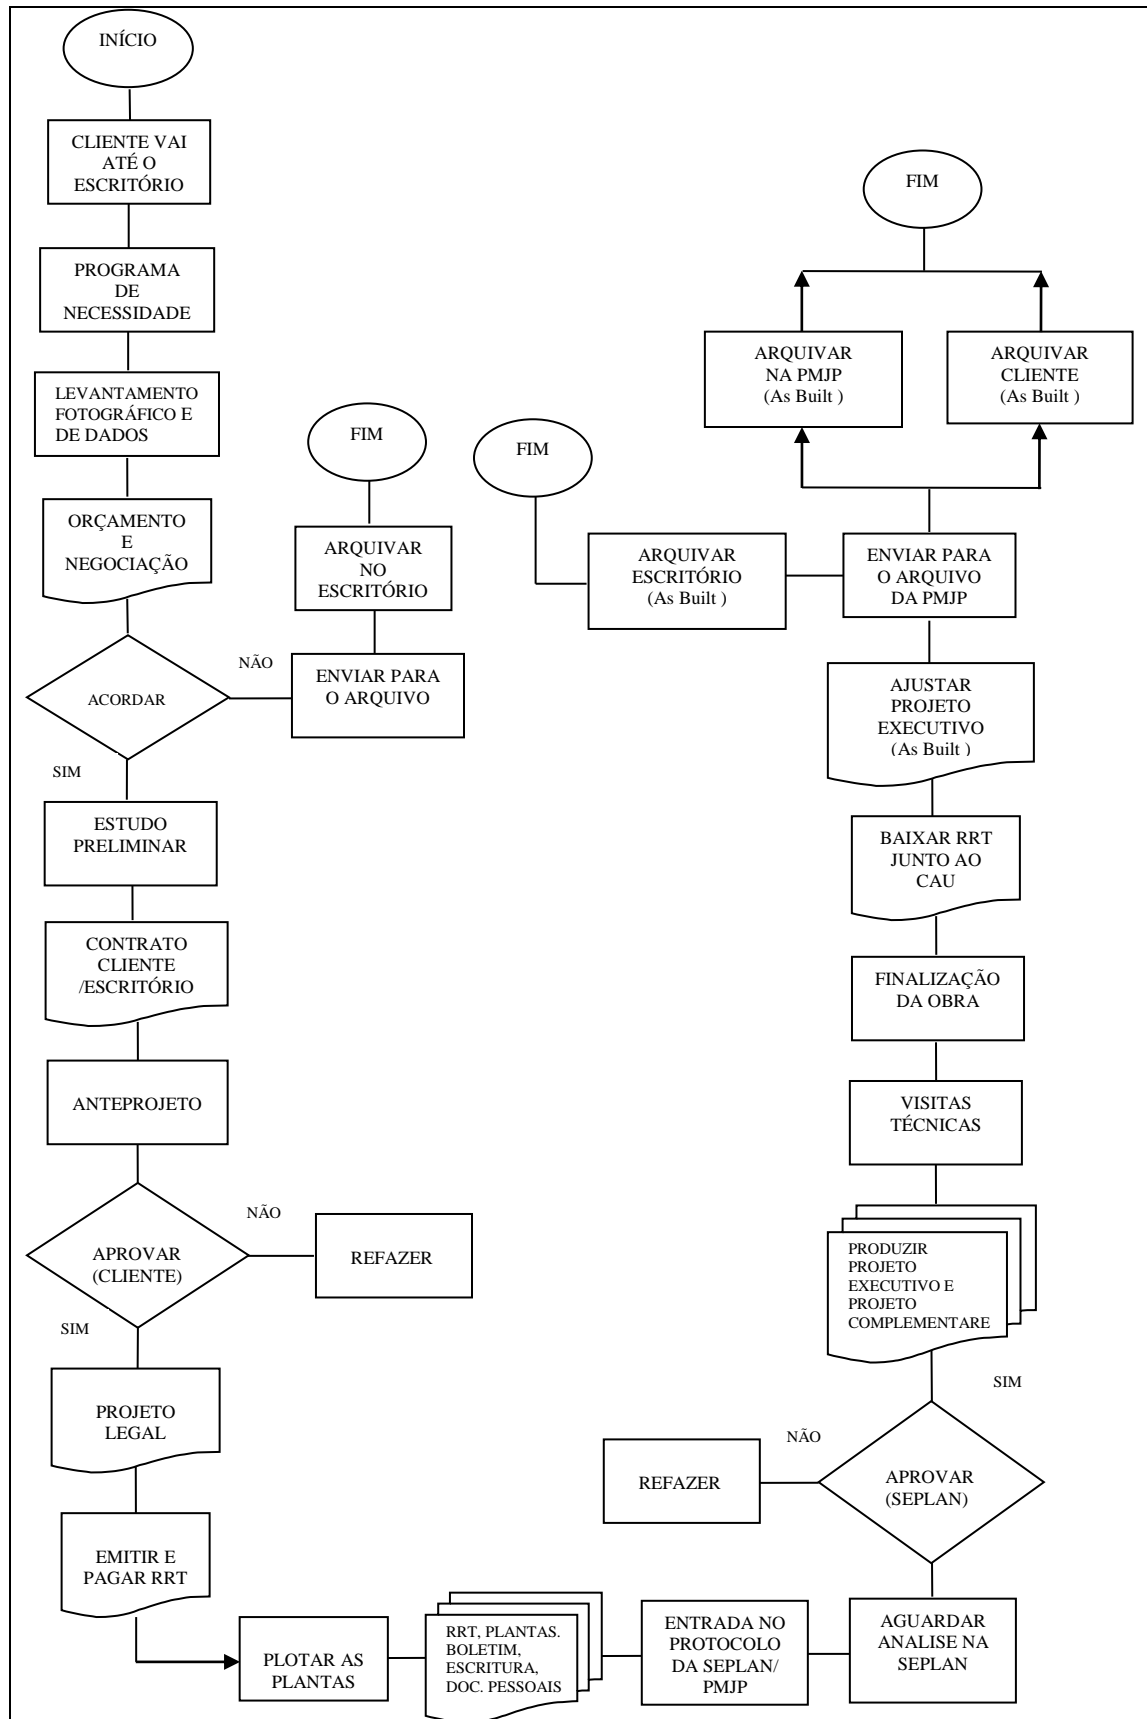 INÍCIO
CLIENTE VAI
ATÉ O
ESCRITÓRIO
PROGRAMA
DE
NECESSIDADE
LEVANTAMENTO
FOTOGRÁFICO E
DE DADOS
ORÇAMENTO
E
NEGOCIAÇÃO
ACORDAR
NÃO
ENVIAR PARA
O ARQUIVO
ARQUIVAR
NO
ESCRITÓRIO
FIM
SIM
ESTUDO
PRELIMINAR
CONTRATO
CLIENTE
/ESCRITÓRIO
ANTEPROJETO
APROVAR
(CLIENTE)
NÃO
REFAZER
SIM
PROJETO
LEGAL
EMITIR E
PAGAR RRT
PLOTAR AS
PLANTAS
RRT, PLANTAS.
BOLETIM,
ESCRITURA,
DOC. PESSOAIS
ENTRADA NO
PROTOCOLO
DA SEPLAN/
PMJP
AGUARDAR
ANALISE NA
SEPLAN
APROVAR
(SEPLAN)
NÃO
REFAZER
SIM
PRODUZIR
PROJETO
EXECUTIVO E
PROJETO
COMPLEMENTARE
VISITAS
TÉCNICAS
FINALIZAÇÃO
DA OBRA
BAIXAR RRT
JUNTO AO
CAU
AJUSTAR
PROJETO
EXECUTIVO
(As Built )
ENVIAR PARA
O ARQUIVO
DA PMJP
ARQUIVAR
ESCRITÓRIO
(As Built )
FIM
ARQUIVAR
NA PMJP
(As Built )
ARQUIVAR
CLIENTE
(As Built )
FIM